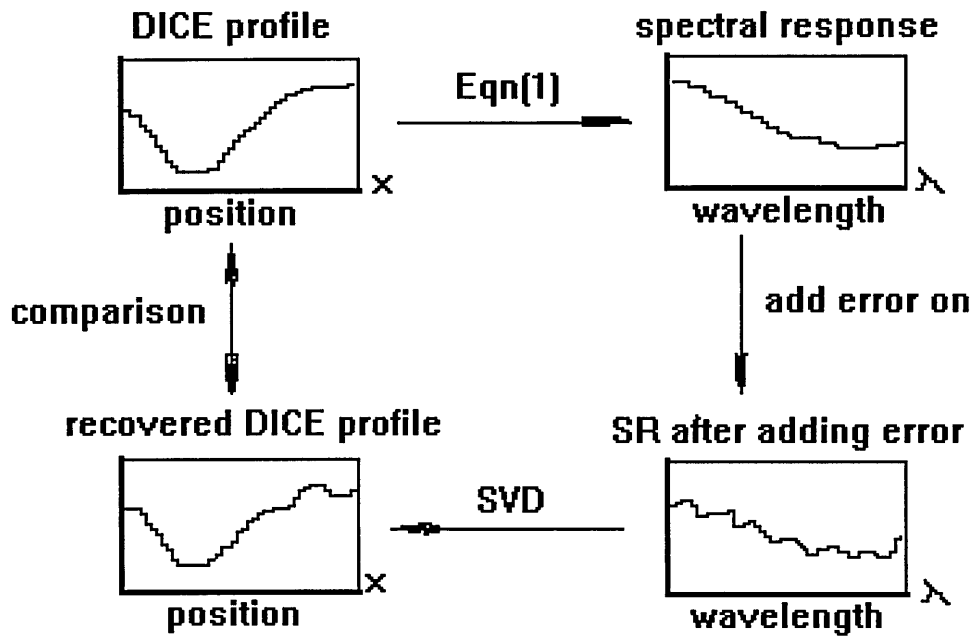 DICE profile
spectral response
Eqn(1)
x
λ
position
wavelength
comparison
add error on
recovered DICE profile
SR after adding error
SVD
x
λ
position
wavelength